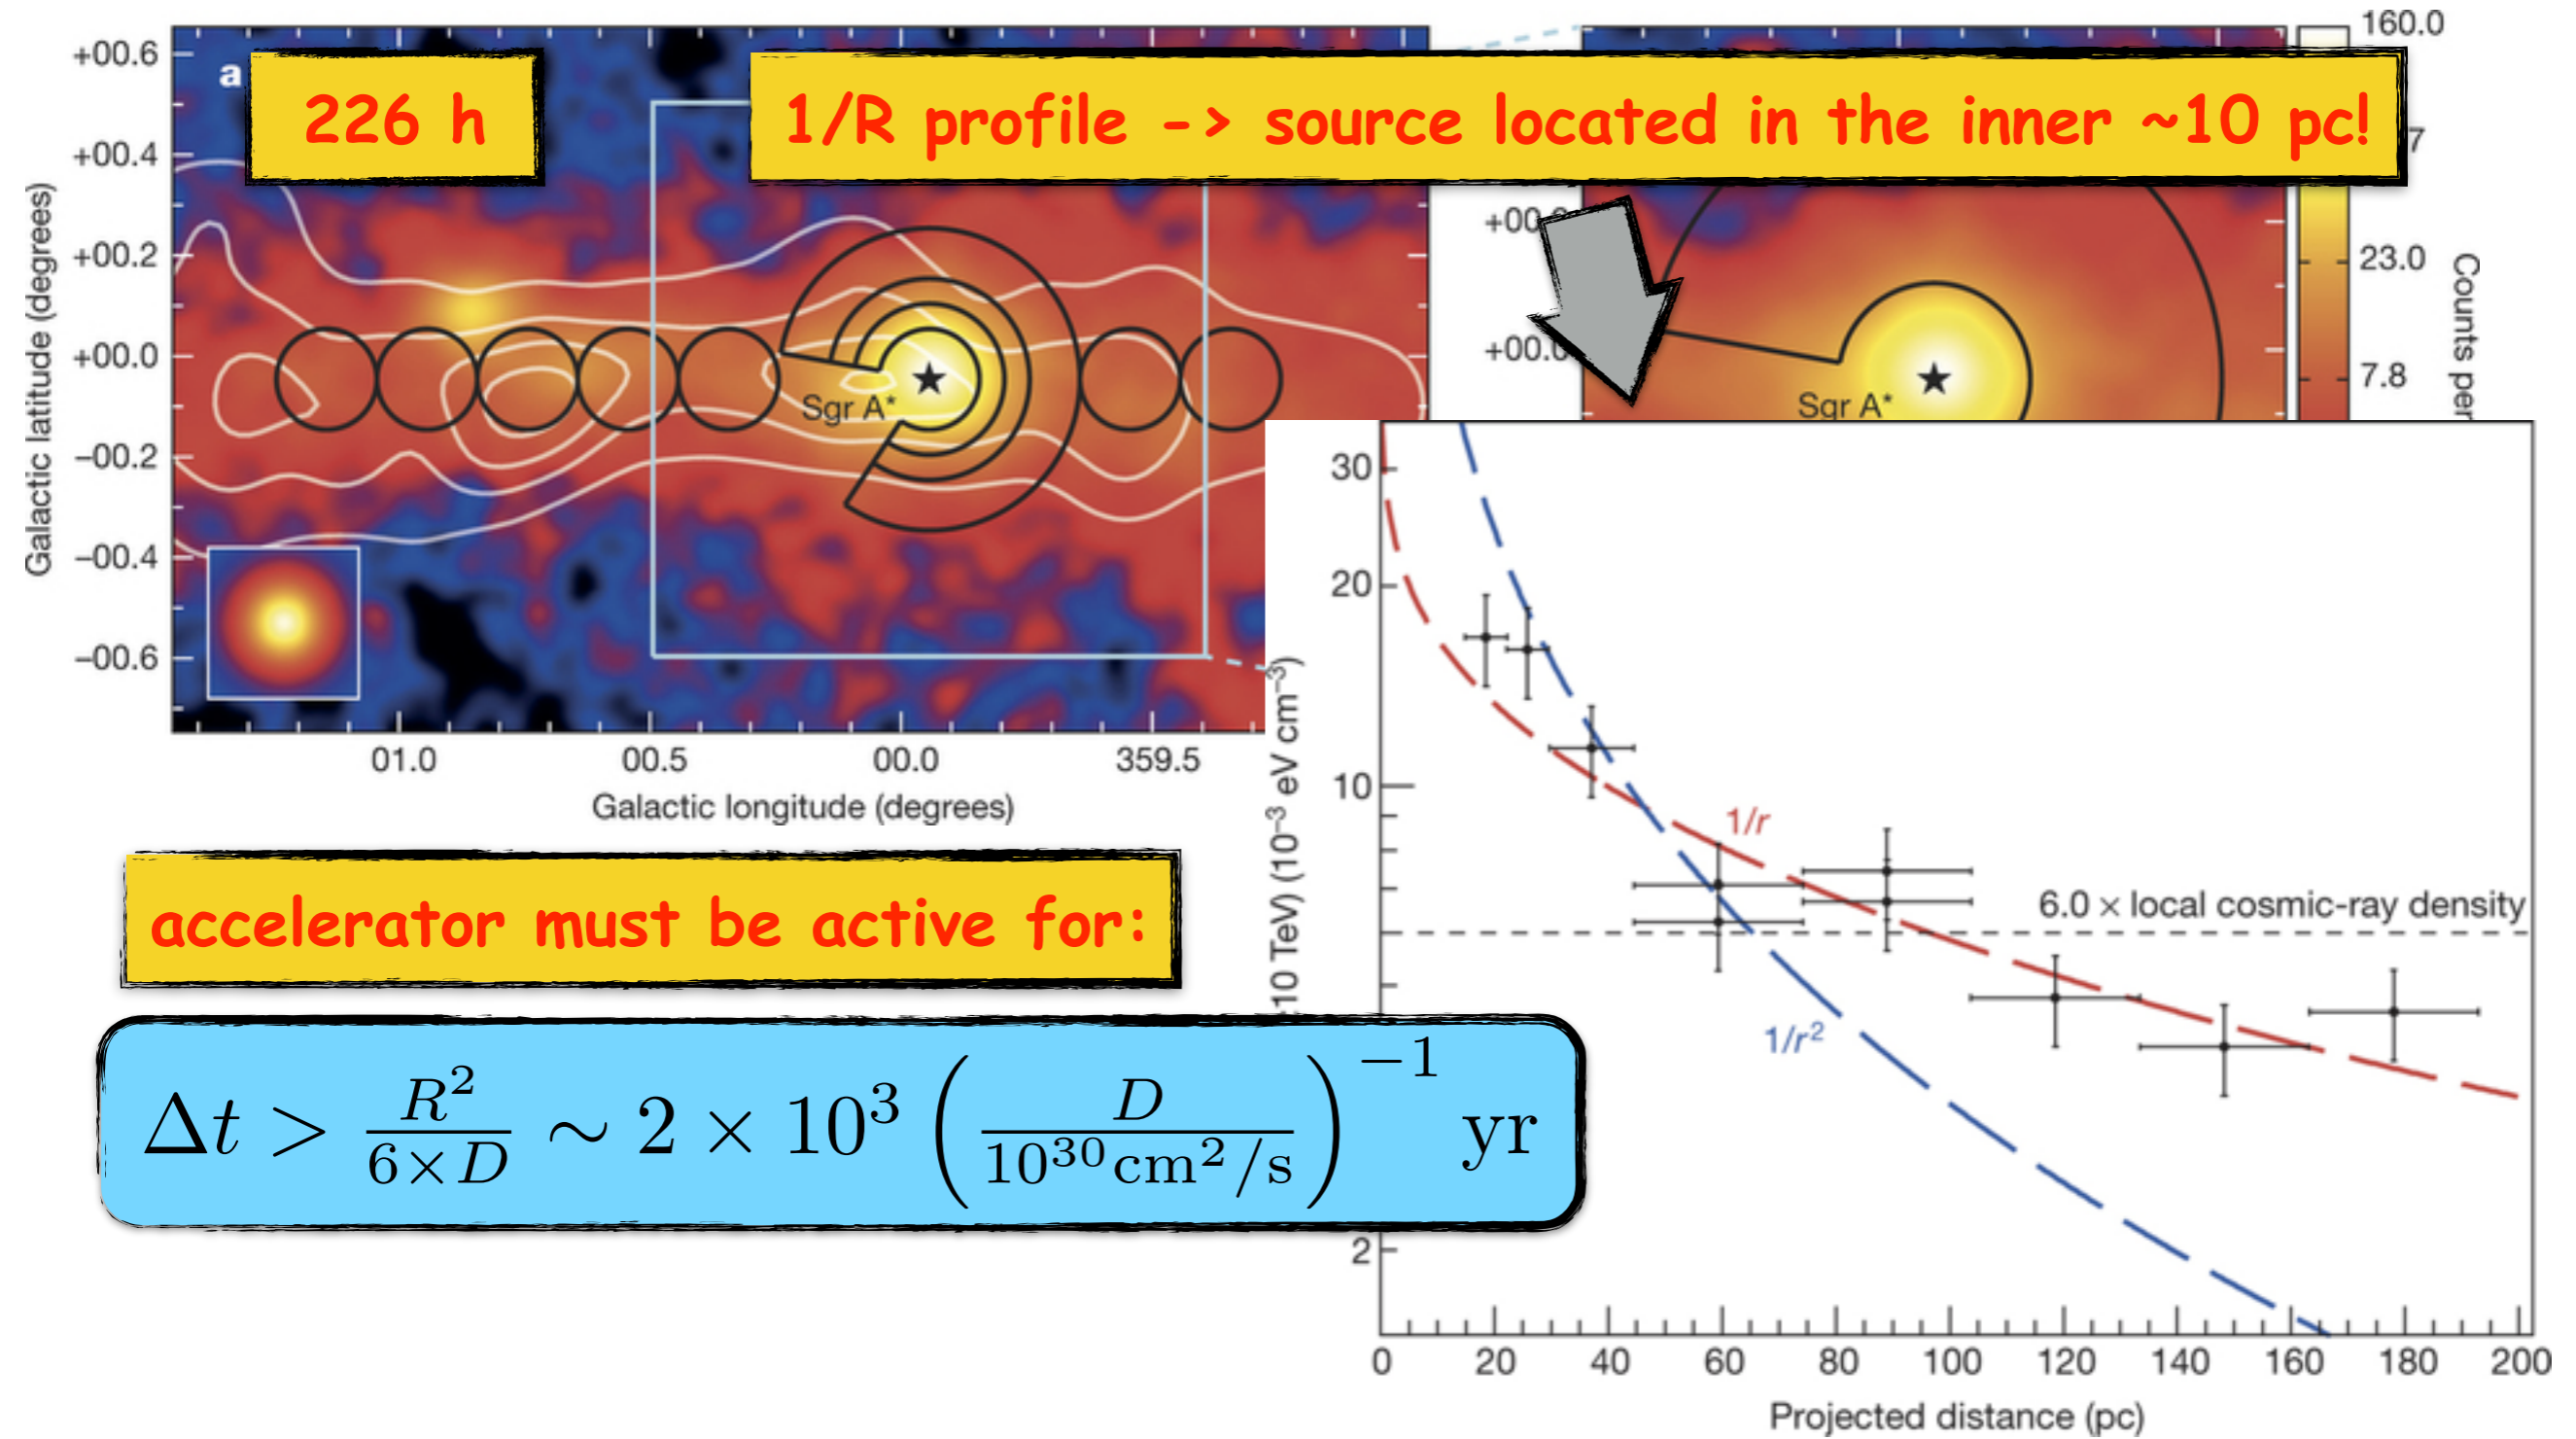 a
226 h
1/R profile -> source located in the inner ~10 pc!
+00.6
+00.4
+00.2
+00.0
−00.2
−00.4
−00.6
Galactic latitude (degrees)
Sgr A*
01.0
00.5
00.0
359.5
Galactic longitude (degrees)
Sgr A*
160.0
23.0
7.8
Counts per
accelerator must be active for:
Δt > R²/(6×D) ∼ 2 × 10³ (D/(10³⁰cm²/s))⁻¹ yr
30
20
10
2
10 TeV) (10⁻³ eV cm⁻³)
1/r
1/r²
6.0 × local cosmic-ray density
0 20 40 60 80 100 120 140 160 180 200
Projected distance (pc)